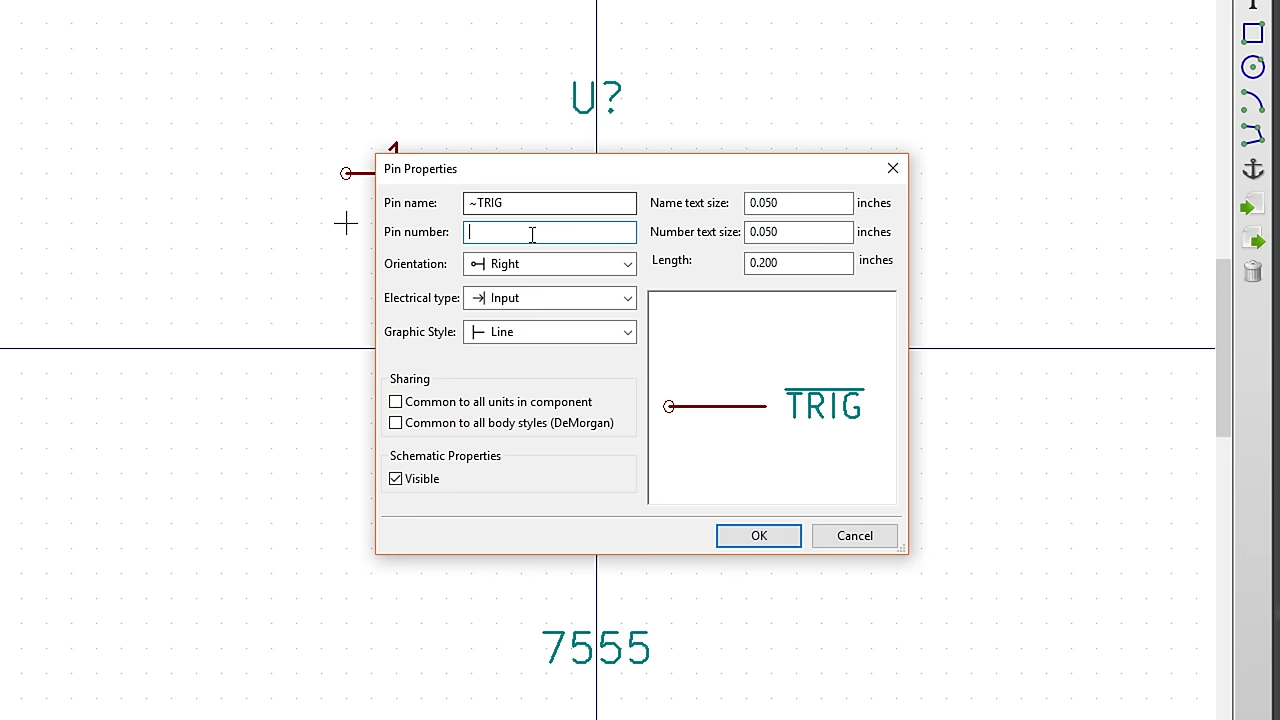 U?
1
Pin Properties
Pin name: ~TRIG
Name text size: 0.050 inches
Pin number:
Number text size: 0.050 inches
Orientation: Right
Length: 0.200 inches
Electrical type: Input
Graphic Style: Line
TRIG
Sharing
Common to all units in component
Common to all body styles (DeMorgan)
Schematic Properties
Visible
OK
Cancel
7555